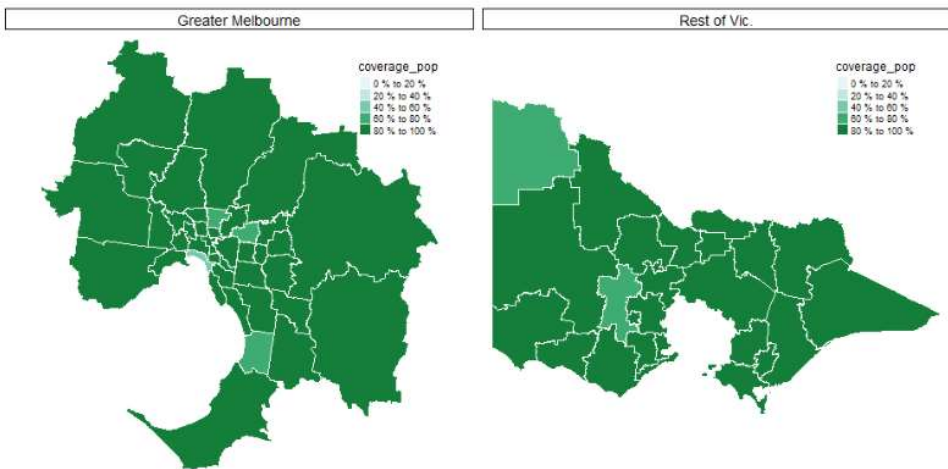 Greater Melbourne
coverage_pop
0 % to 20 %
20 % to 40 %
40 % to 60 %
60 % to 80 %
80 % to 100 %
Rest of Vic.
coverage_pop
0 % to 20 %
20 % to 40 %
40 % to 60 %
60 % to 80 %
80 % to 100 %